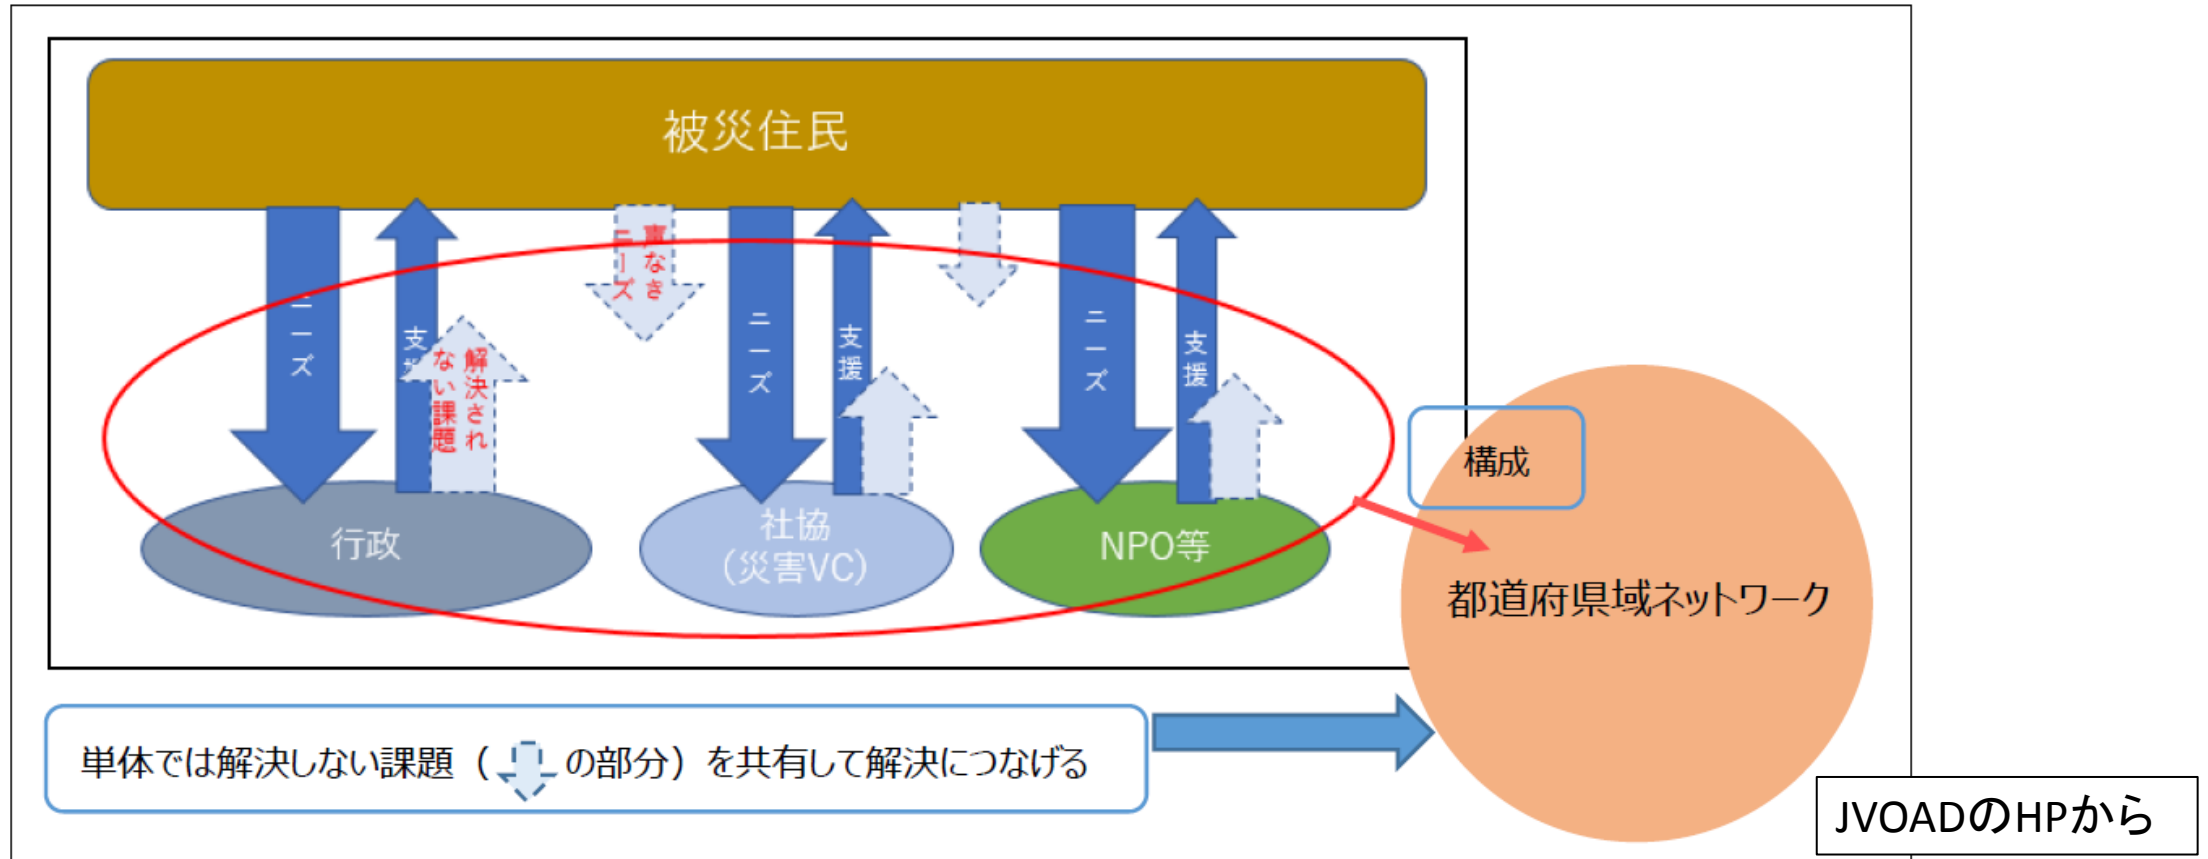 被災住民
ニーズ
支
解決され
ない課題
声なき
ニーズ
ニーズ
支援
ニーズ
支援
行政
社協
（災害VC）
NPO等
構成
都道府県域ネットワーク
単体では解決しない課題（ の部分）を共有して解決につなげる
JVOADのHPから